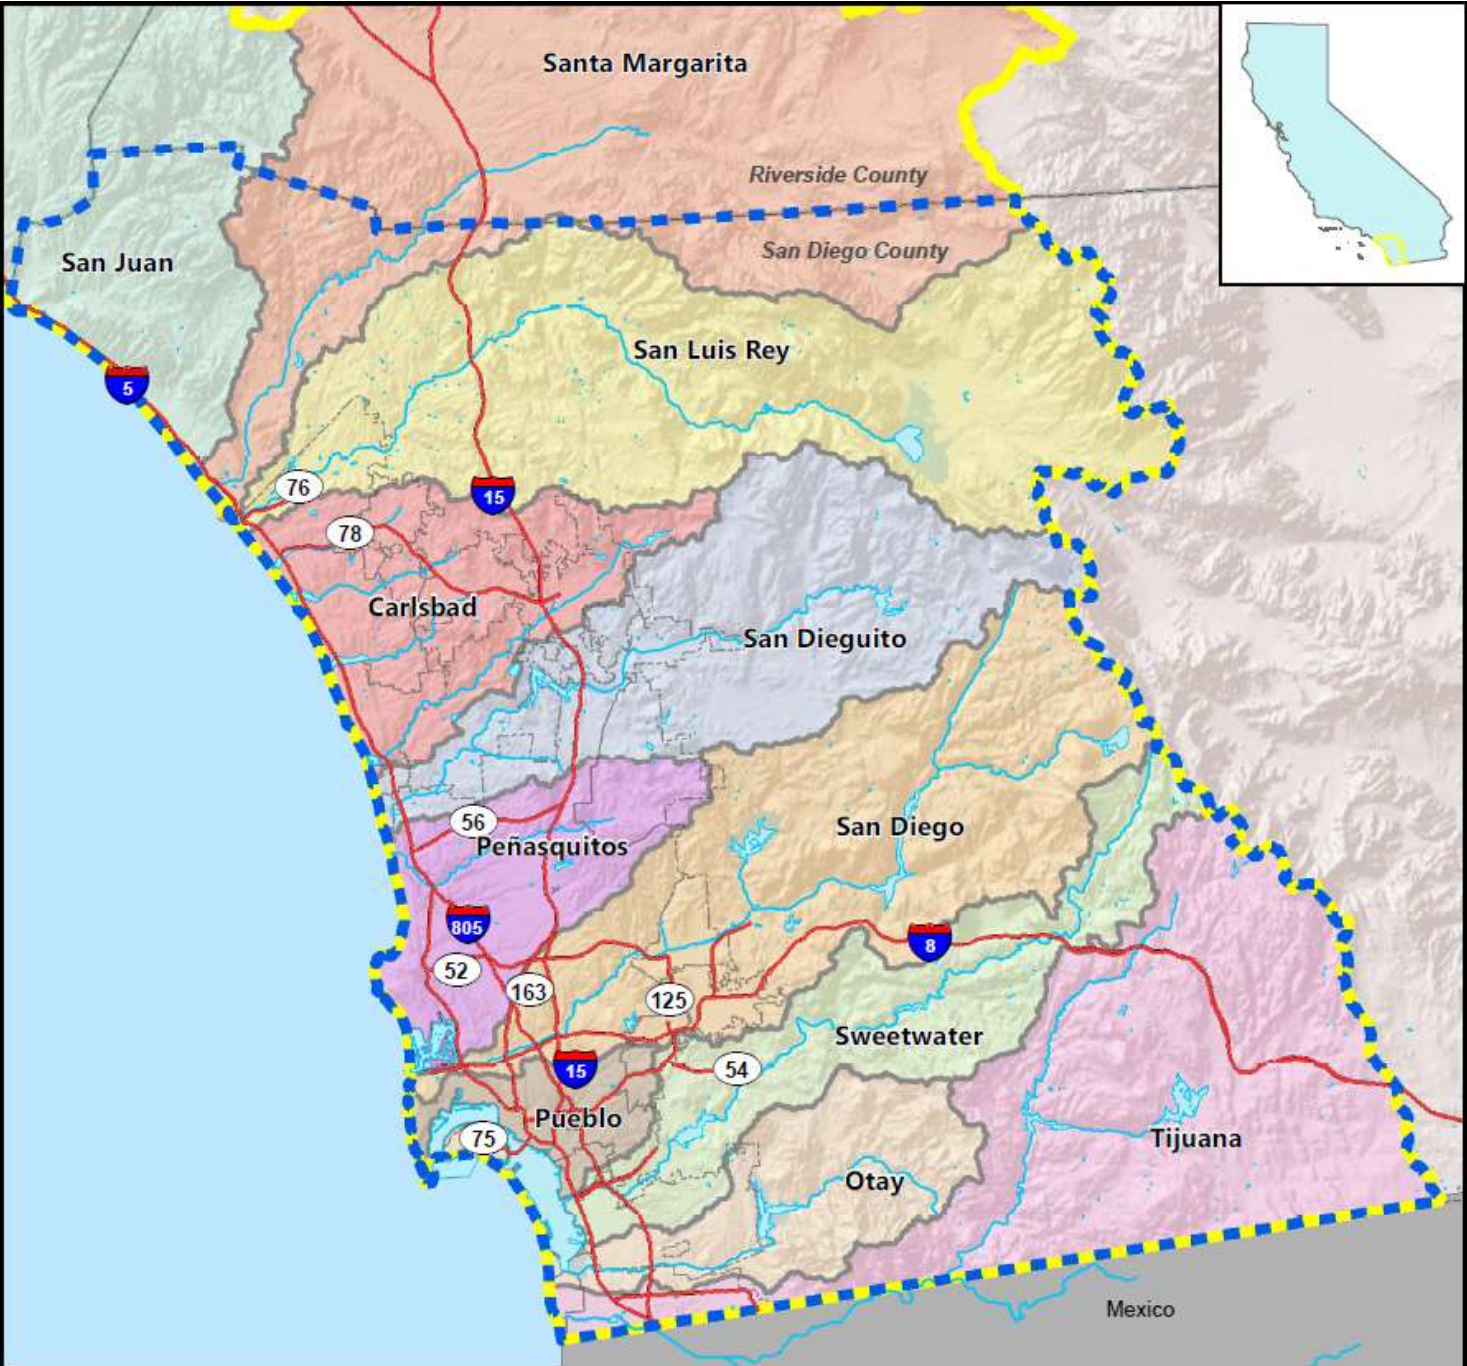 Santa Margarita
Riverside County
San Diego County
San Juan
San Luis Rey
5
76
15
78
Carlsbad
San Dieguito
56
Peñasquitos
San Diego
805
8
52
163
125
Sweetwater
15
54
Pueblo
75
Tijuana
Otay
Mexico